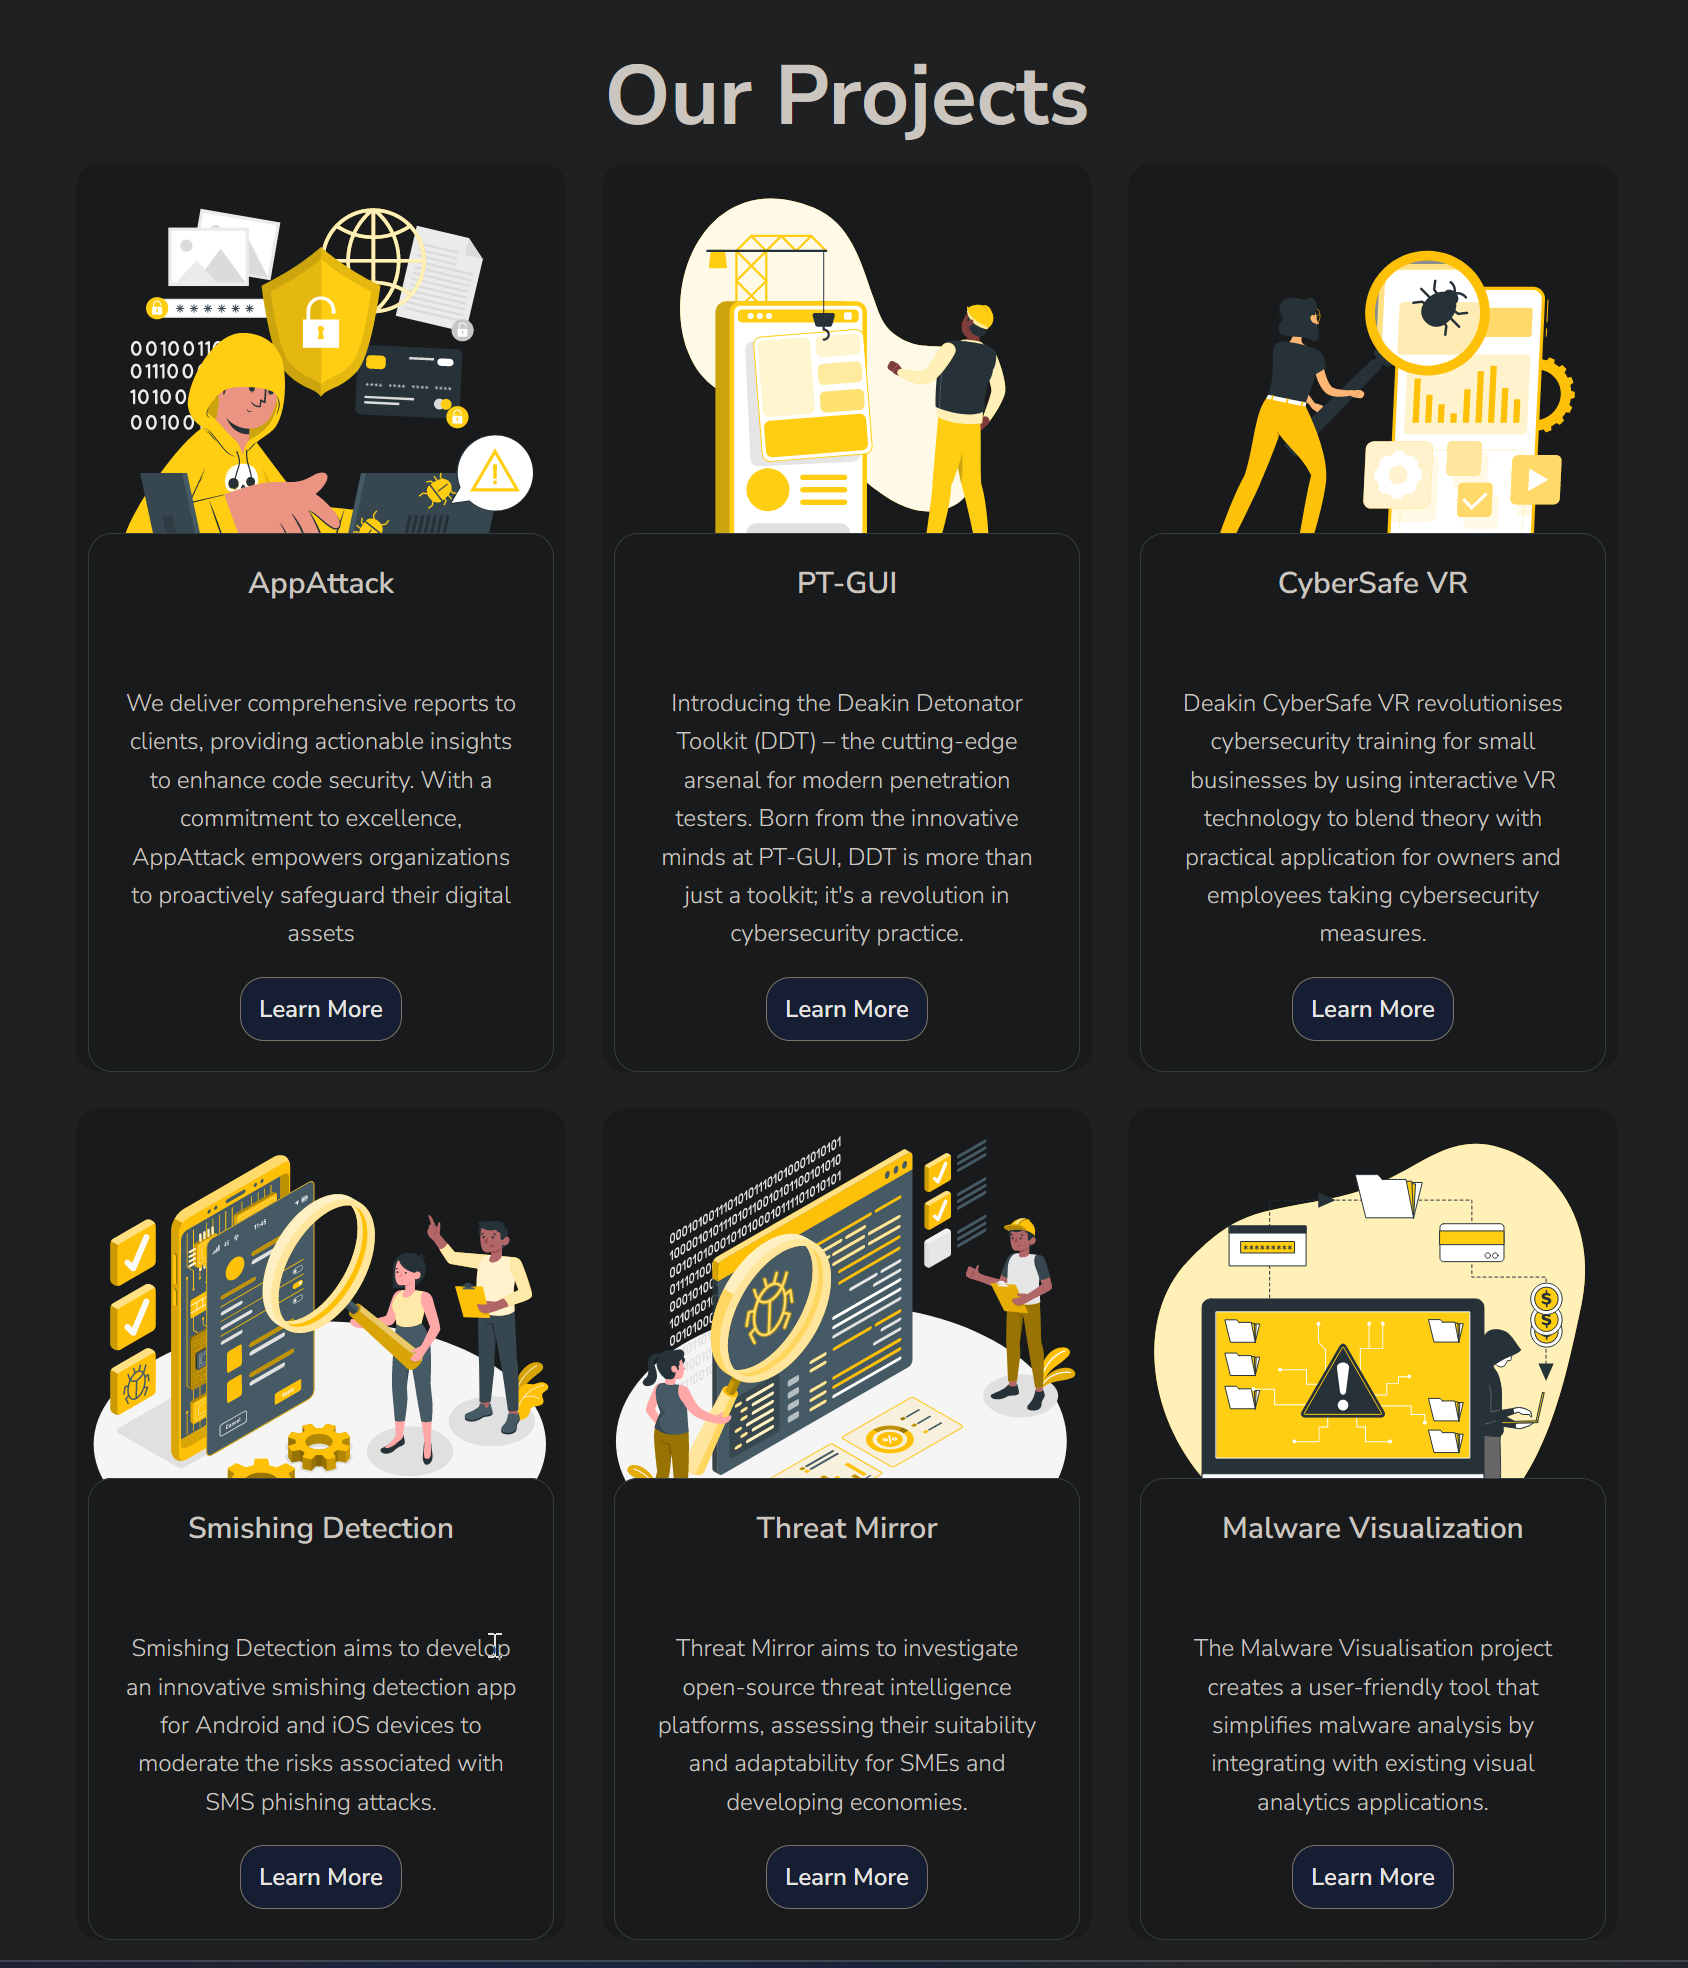 Our Projects
AppAttack
We deliver comprehensive reports to
clients, providing actionable insights
to enhance code security. With a
commitment to excellence,
AppAttack empowers organizations
to proactively safeguard their digital
assets
Learn More
PT-GUI
Introducing the Deakin Detonator
Toolkit (DDT) – the cutting-edge
arsenal for modern penetration
testers. Born from the innovative
minds at PT-GUI, DDT is more than
just a toolkit; it's a revolution in
cybersecurity practice.
Learn More
CyberSafe VR
Deakin CyberSafe VR revolutionises
cybersecurity training for small
businesses by using interactive VR
technology to blend theory with
practical application for owners and
employees taking cybersecurity
measures.
Learn More
Smishing Detection
Smishing Detection aims to develop
an innovative smishing detection app
for Android and iOS devices to
moderate the risks associated with
SMS phishing attacks.
Learn More
Threat Mirror
Threat Mirror aims to investigate
open-source threat intelligence
platforms, assessing their suitability
and adaptability for SMEs and
developing economies.
Learn More
Malware Visualization
The Malware Visualisation project
creates a user-friendly tool that
simplifies malware analysis by
integrating with existing visual
analytics applications.
Learn More